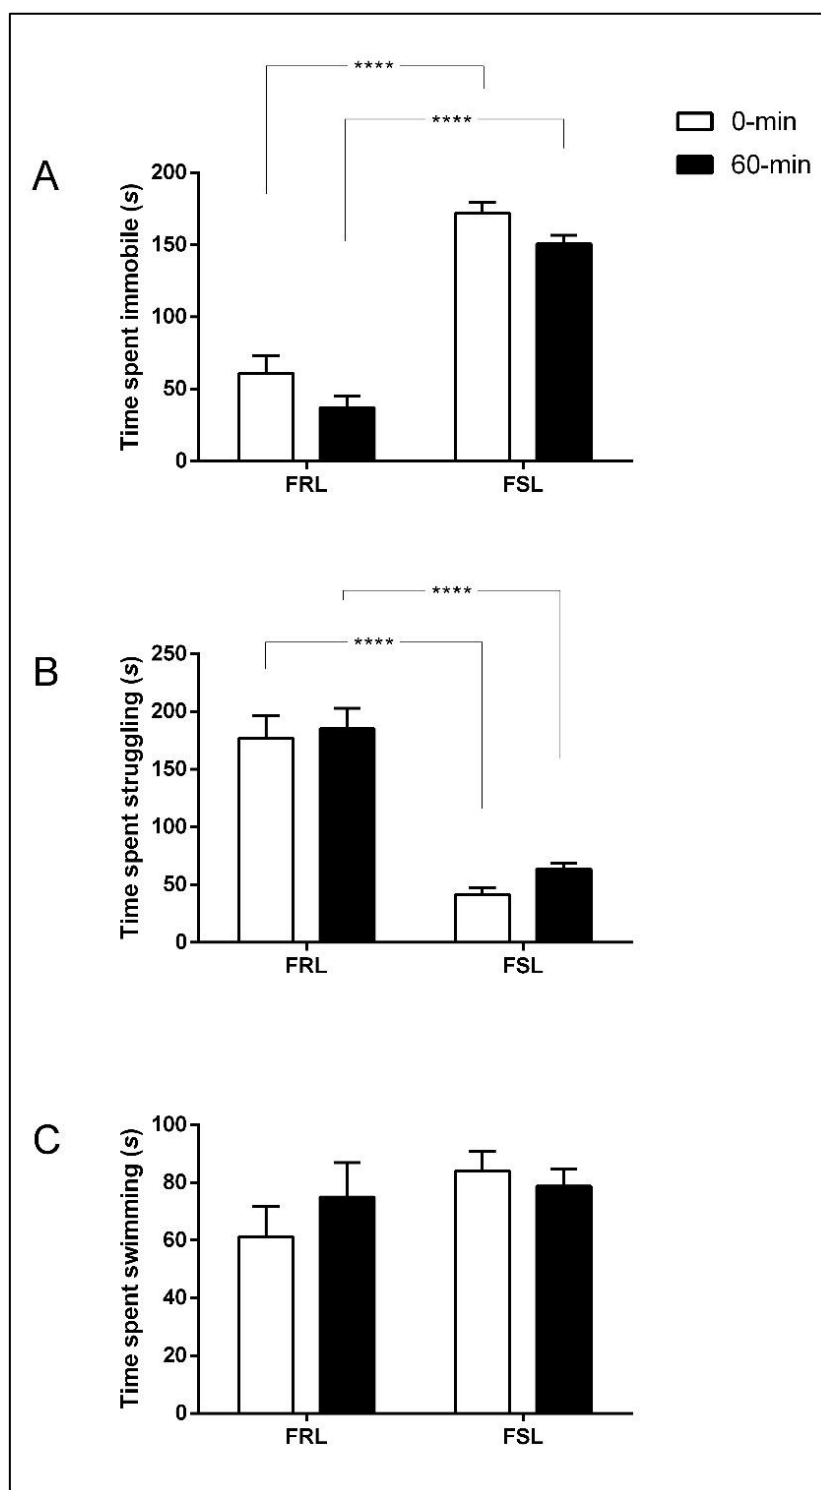 ****
****
0-min
60-min
A
Time spent immobile (s)
200
150
100
50
0
FRL FSL
****
****
B
Time spent struggling (s)
250
200
150
100
50
0
FRL FSL
C
Time spent swimming (s)
100
80
60
40
20
0
FRL FSL